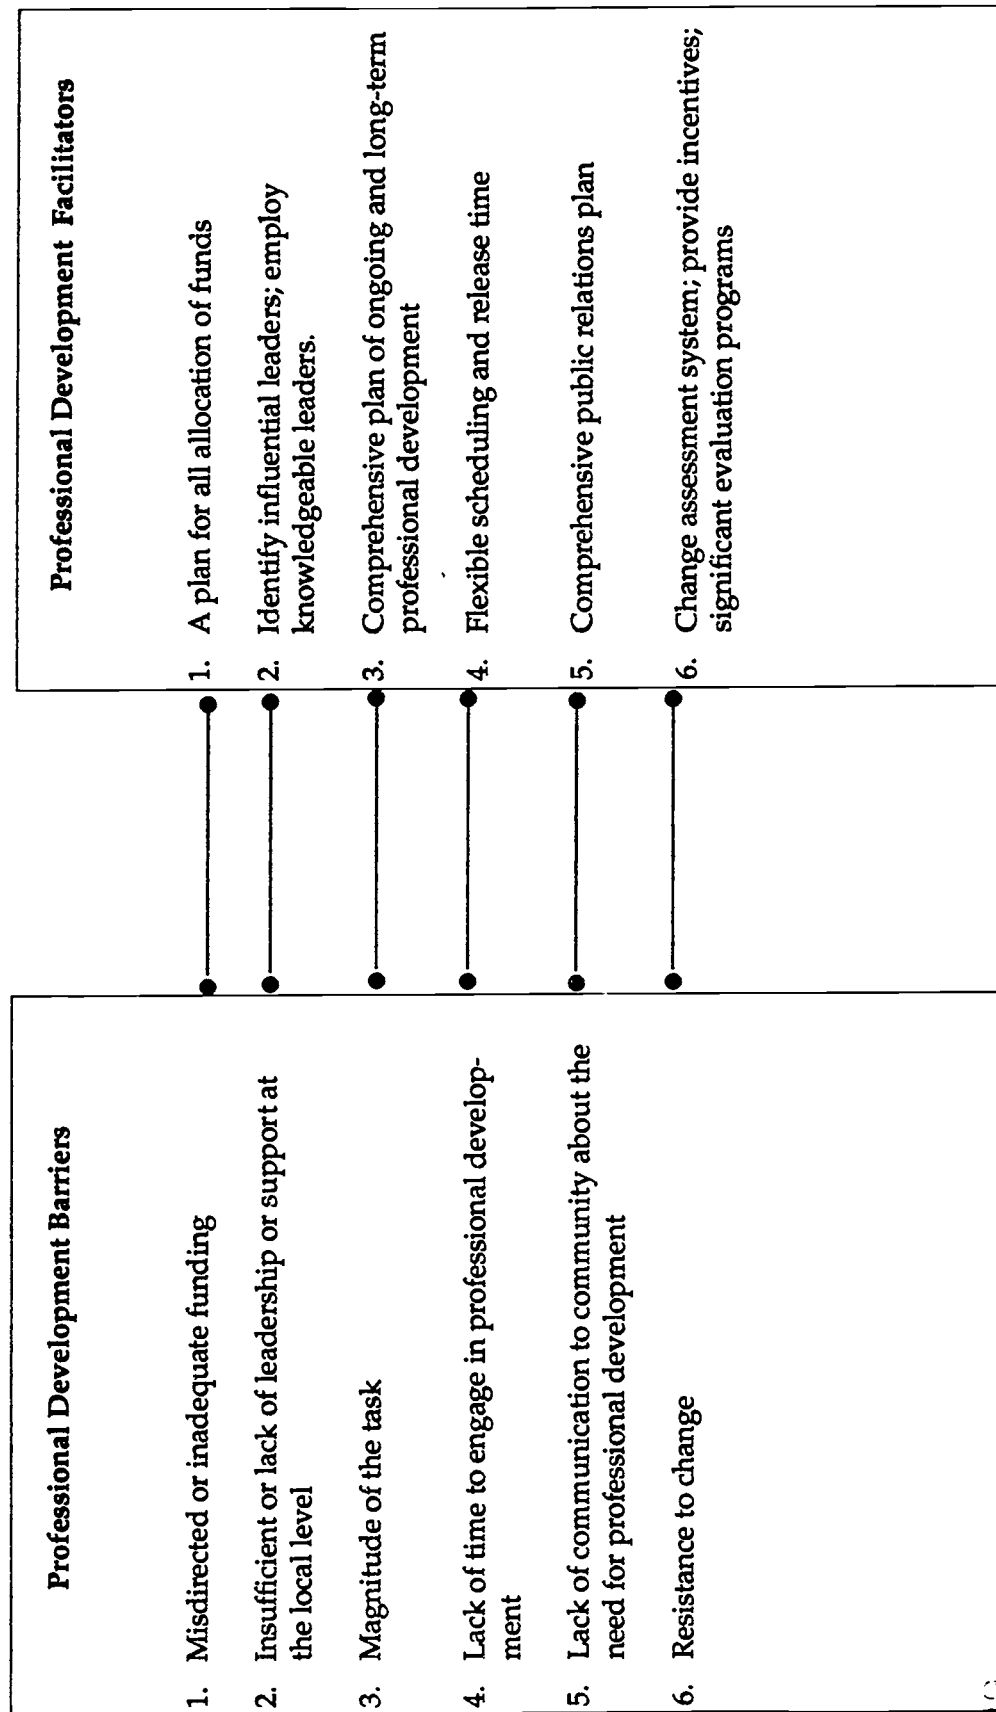 Professional Development Barriers
1. Misdirected or inadequate funding
2. Insufficient or lack of leadership or support at
the local level
3. Magnitude of the task
4. Lack of time to engage in professional develop-
ment
5. Lack of communication to community about the
need for professional development
6. Resistance to change
Professional Development Facilitators
1. A plan for all allocation of funds
2. Identify influential leaders; employ
knowledgeable leaders.
3. Comprehensive plan of ongoing and long-term
professional development
4. Flexible scheduling and release time
5. Comprehensive public relations plan
6. Change assessment system; provide incentives;
significant evaluation programs